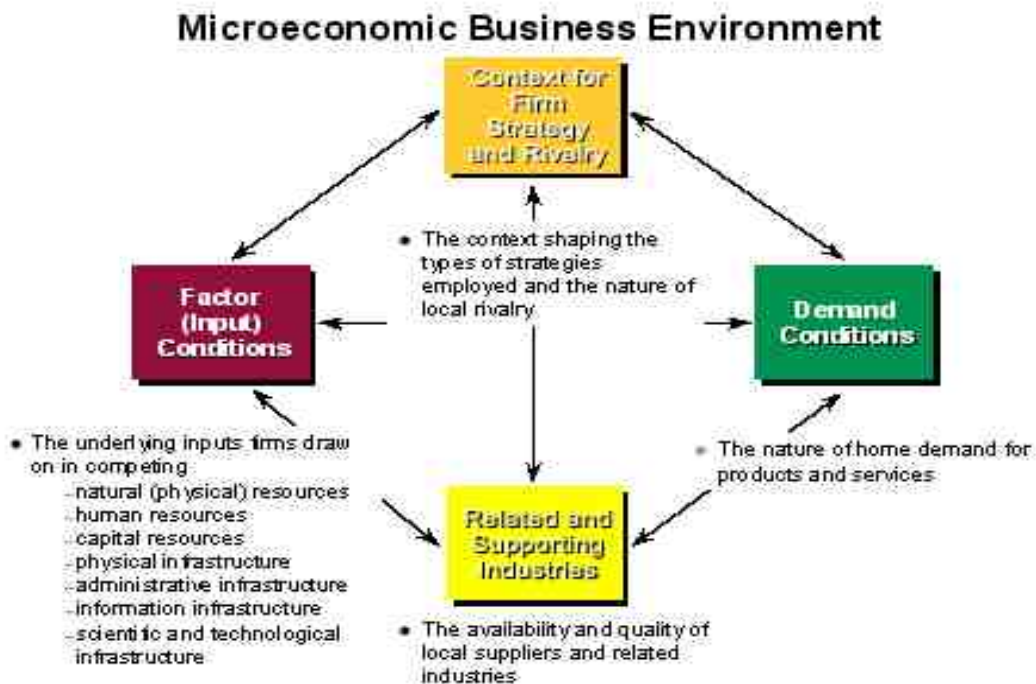 Microeconomic Business Environment
Context for
Firm
Strategy
and Rivalry
• The context shaping the
types of strategies
employed and the nature of
local rivalry
Factor
(Input)
Conditions
Demand
Conditions
• The underlying inputs firms draw
on in competing
-natural (physical) resources
-human resources
-capital resources
-physical infrastructure
-administrative infrastructure
-information infrastructure
-scientific and technological
infrastructure
• The nature of home demand for
products and services
Related and
Supporting
Industries
• The availability and quality of
local suppliers and related
industries